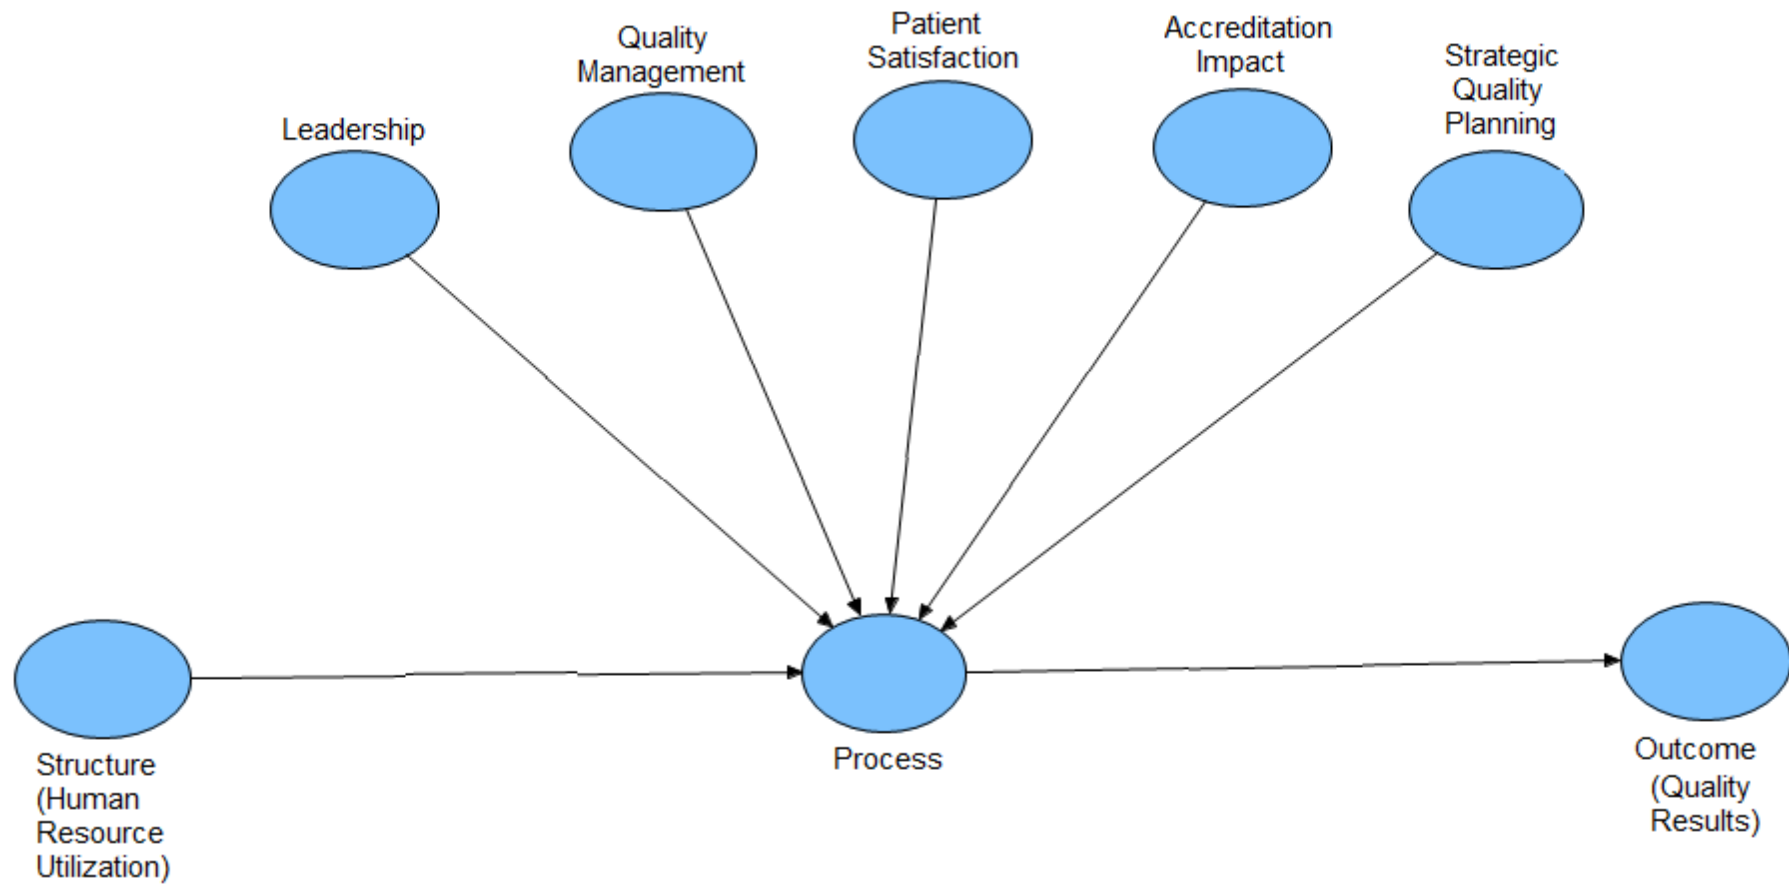 Leadership
Quality
Management
Patient
Satisfaction
Accreditation
Impact
Strategic
Quality
Planning
Structure
(Human
Resource
Utilization)
Process
Outcome
(Quality
Results)